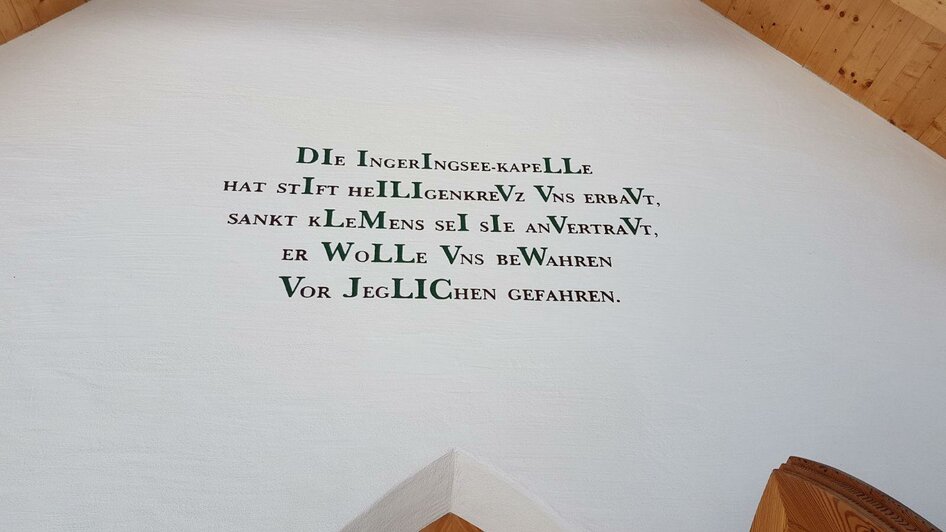 DIe IngerIngsee-kapeLLe
hat stIft heILIgenkreVz Vns erbaVt,
sankt kLeMens seI sIe anVertraVt,
er WoLLe Vns beWahren
Vor JegLIChen gefahren.